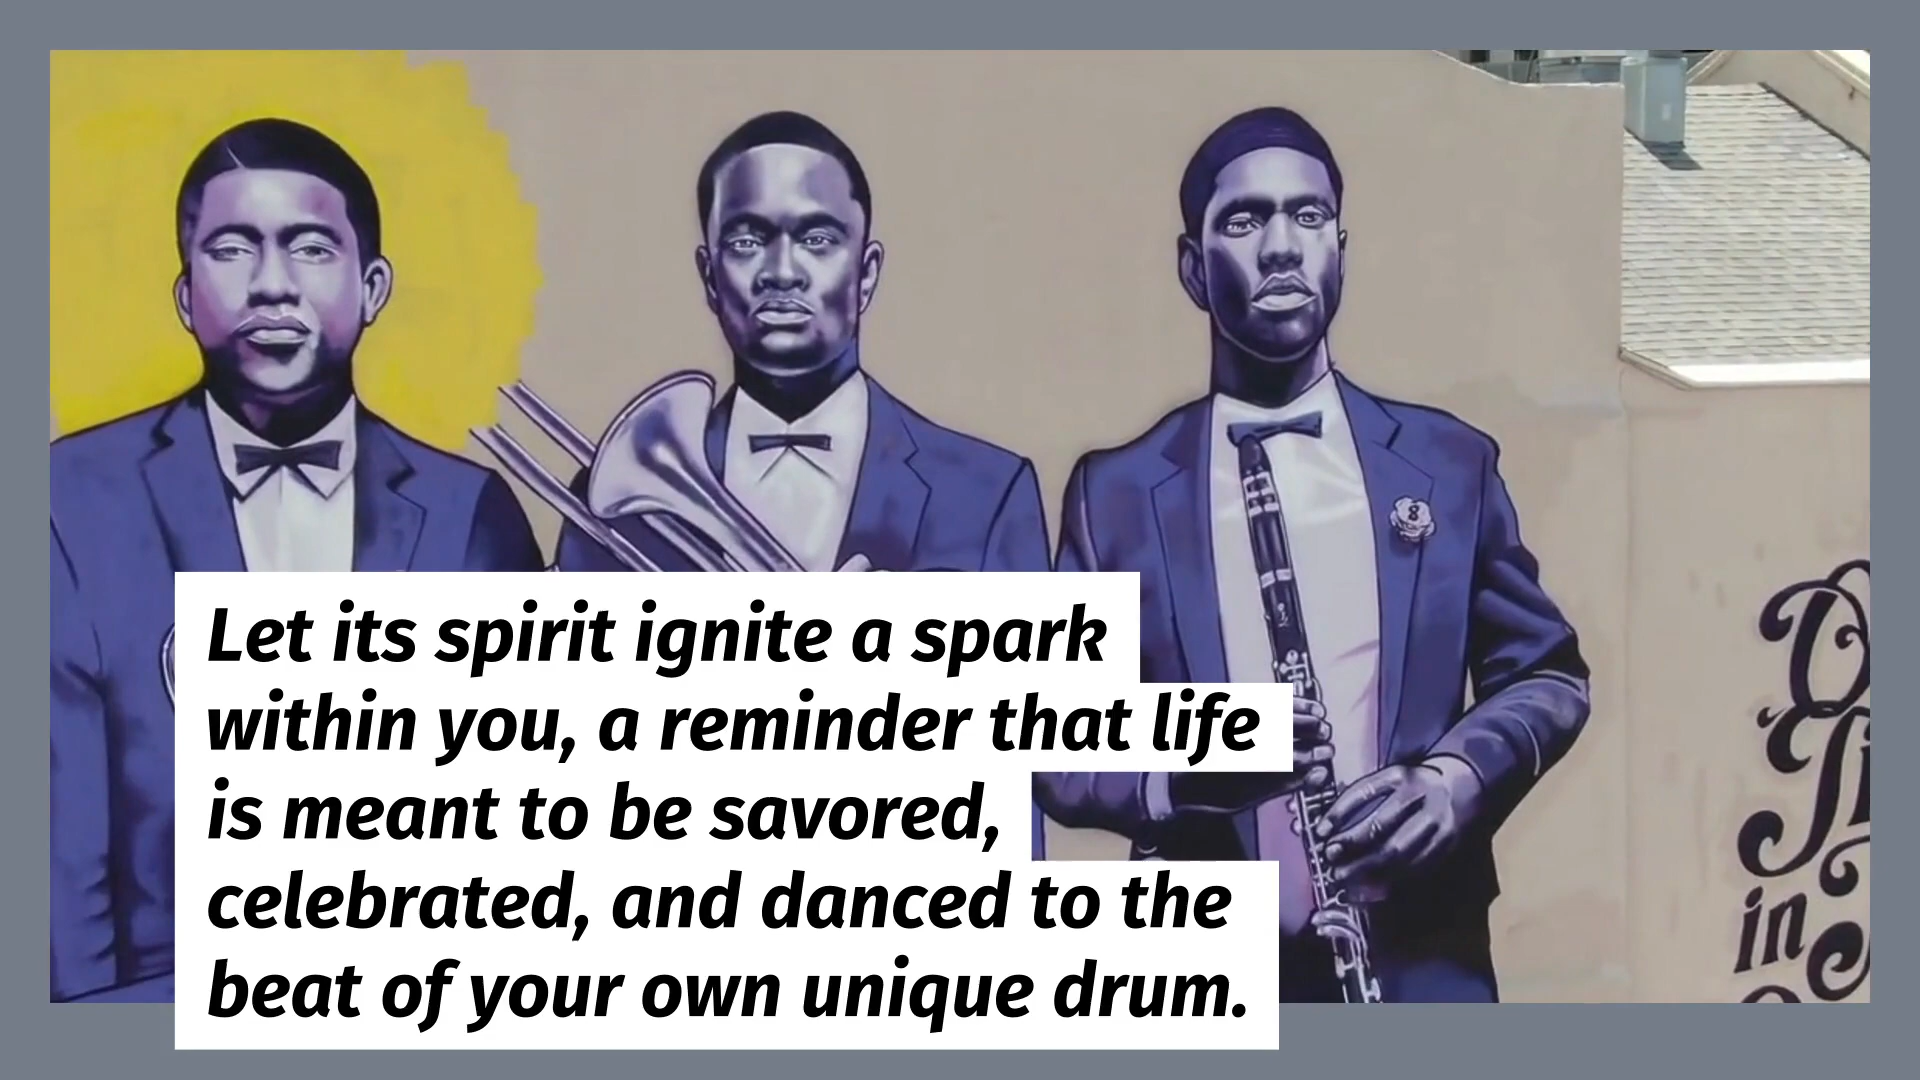 Let its spirit ignite a spark
within you, a reminder that life
is meant to be savored,
celebrated, and danced to the
beat of your own unique drum.
in